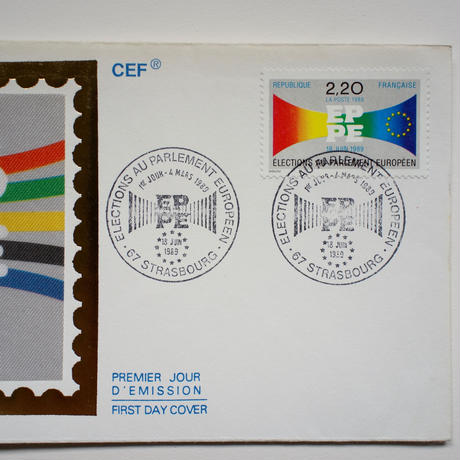 CEF ®
REPUBLIQUE 2,20 FRANÇAISE
LA POSTE 1989
EP
PE
18 JUIN 1989
ELECTIONS AU PARLEMENT EUROPÉEN
ELECTIONS AU PARLEMENT EUROPEEN
1er JOUR - 4 MARS 1989
EP
PE
18 JUIN
1989
67 STRASBOURG
ELECTIONS AU PARLEMENT EUROPEEN
1er JOUR - 4 MARS 1989
EP
PE
18 JUIN
1989
67 STRASBOURG
PREMIER JOUR
D'EMISSION
FIRST DAY COVER